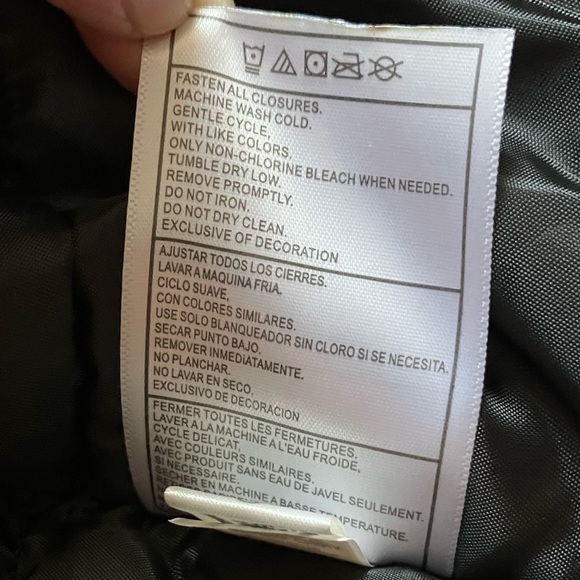 FASTEN ALL CLOSURES.
MACHINE WASH COLD.
GENTLE CYCLE,
WITH LIKE COLORS.
ONLY NON-CHLORINE BLEACH WHEN NEEDED.
TUMBLE DRY LOW.
REMOVE PROMPTLY.
DO NOT IRON.
DO NOT DRY CLEAN.
EXCLUSIVE OF DECORATION
AJUSTAR TODOS LOS CIERRES.
LAVAR A MAQUINA FRIA.
CICLO SUAVE,
CON COLORES SIMILARES.
USE SOLO BLANQUEADOR SIN CLORO SI SE NECESITA.
SECAR PUNTO BAJO.
REMOVER INMEDIATAMENTE.
NO PLANCHAR.
NO LAVAR EN SECO.
EXCLUSIVO DE DECORACION
FERMER TOUTES LES FERMETURES.
LAVER A LA MACHINE A L'EAU FROIDE,
CYCLE DELICAT,
AVEC COULEURS SIMILAIRES.
AVEC PRODUIT SANS EAU DE JAVEL SEULEMENT,
SI NECESSAIRE.
SECHER EN MACHINE A BASSE TEMPERATURE.